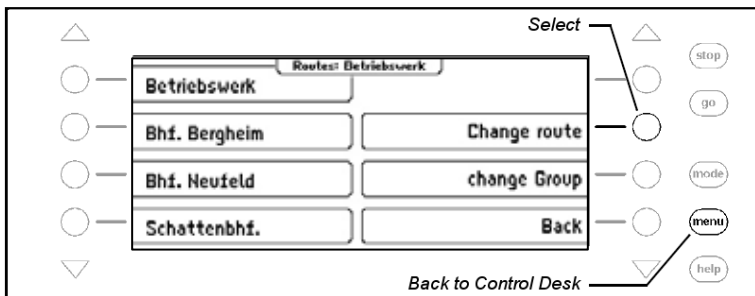 Select
stop
Routes: Betriebswerk
Betriebswerk
go
Bhf. Bergheim
Change route
Bhf. Neufeld
change Group
mode
Schattenbhf.
Back
menu
help
Back to Control Desk